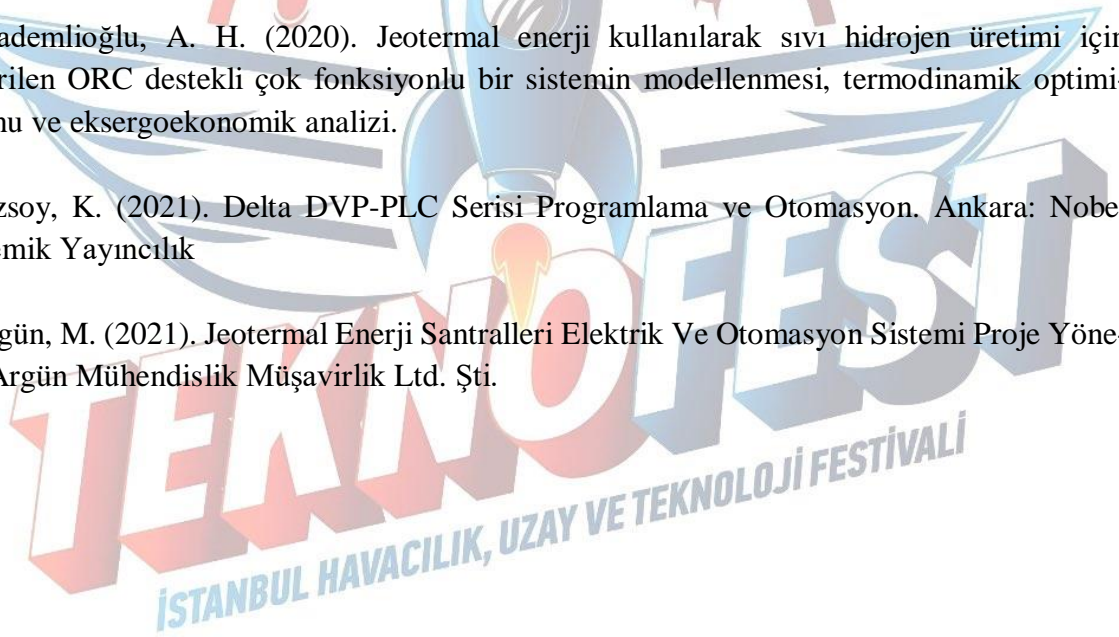 ademlioğlu, A. H. (2020). Jeotermal enerji kullanılarak sıvı hidrojen üretimi için
rilen ORC destekli çok fonksiyonlu bir sistemin modellenmesi, termodinamik optimi-
nu ve eksergoekonomik analizi.
zsoy, K. (2021). Delta DVP-PLC Serisi Programlama ve Otomasyon. Ankara: Nobe
emik Yayıncılık
gün, M. (2021). Jeotermal Enerji Santralleri Elektrik Ve Otomasyon Sistemi Proje Yöne-
Argün Mühendislik Müşavirlik Ltd. Şti.
TEKNOFEST
İSTANBUL HAVACILIK, UZAY VE TEKNOLOJİ FESTİVALİ